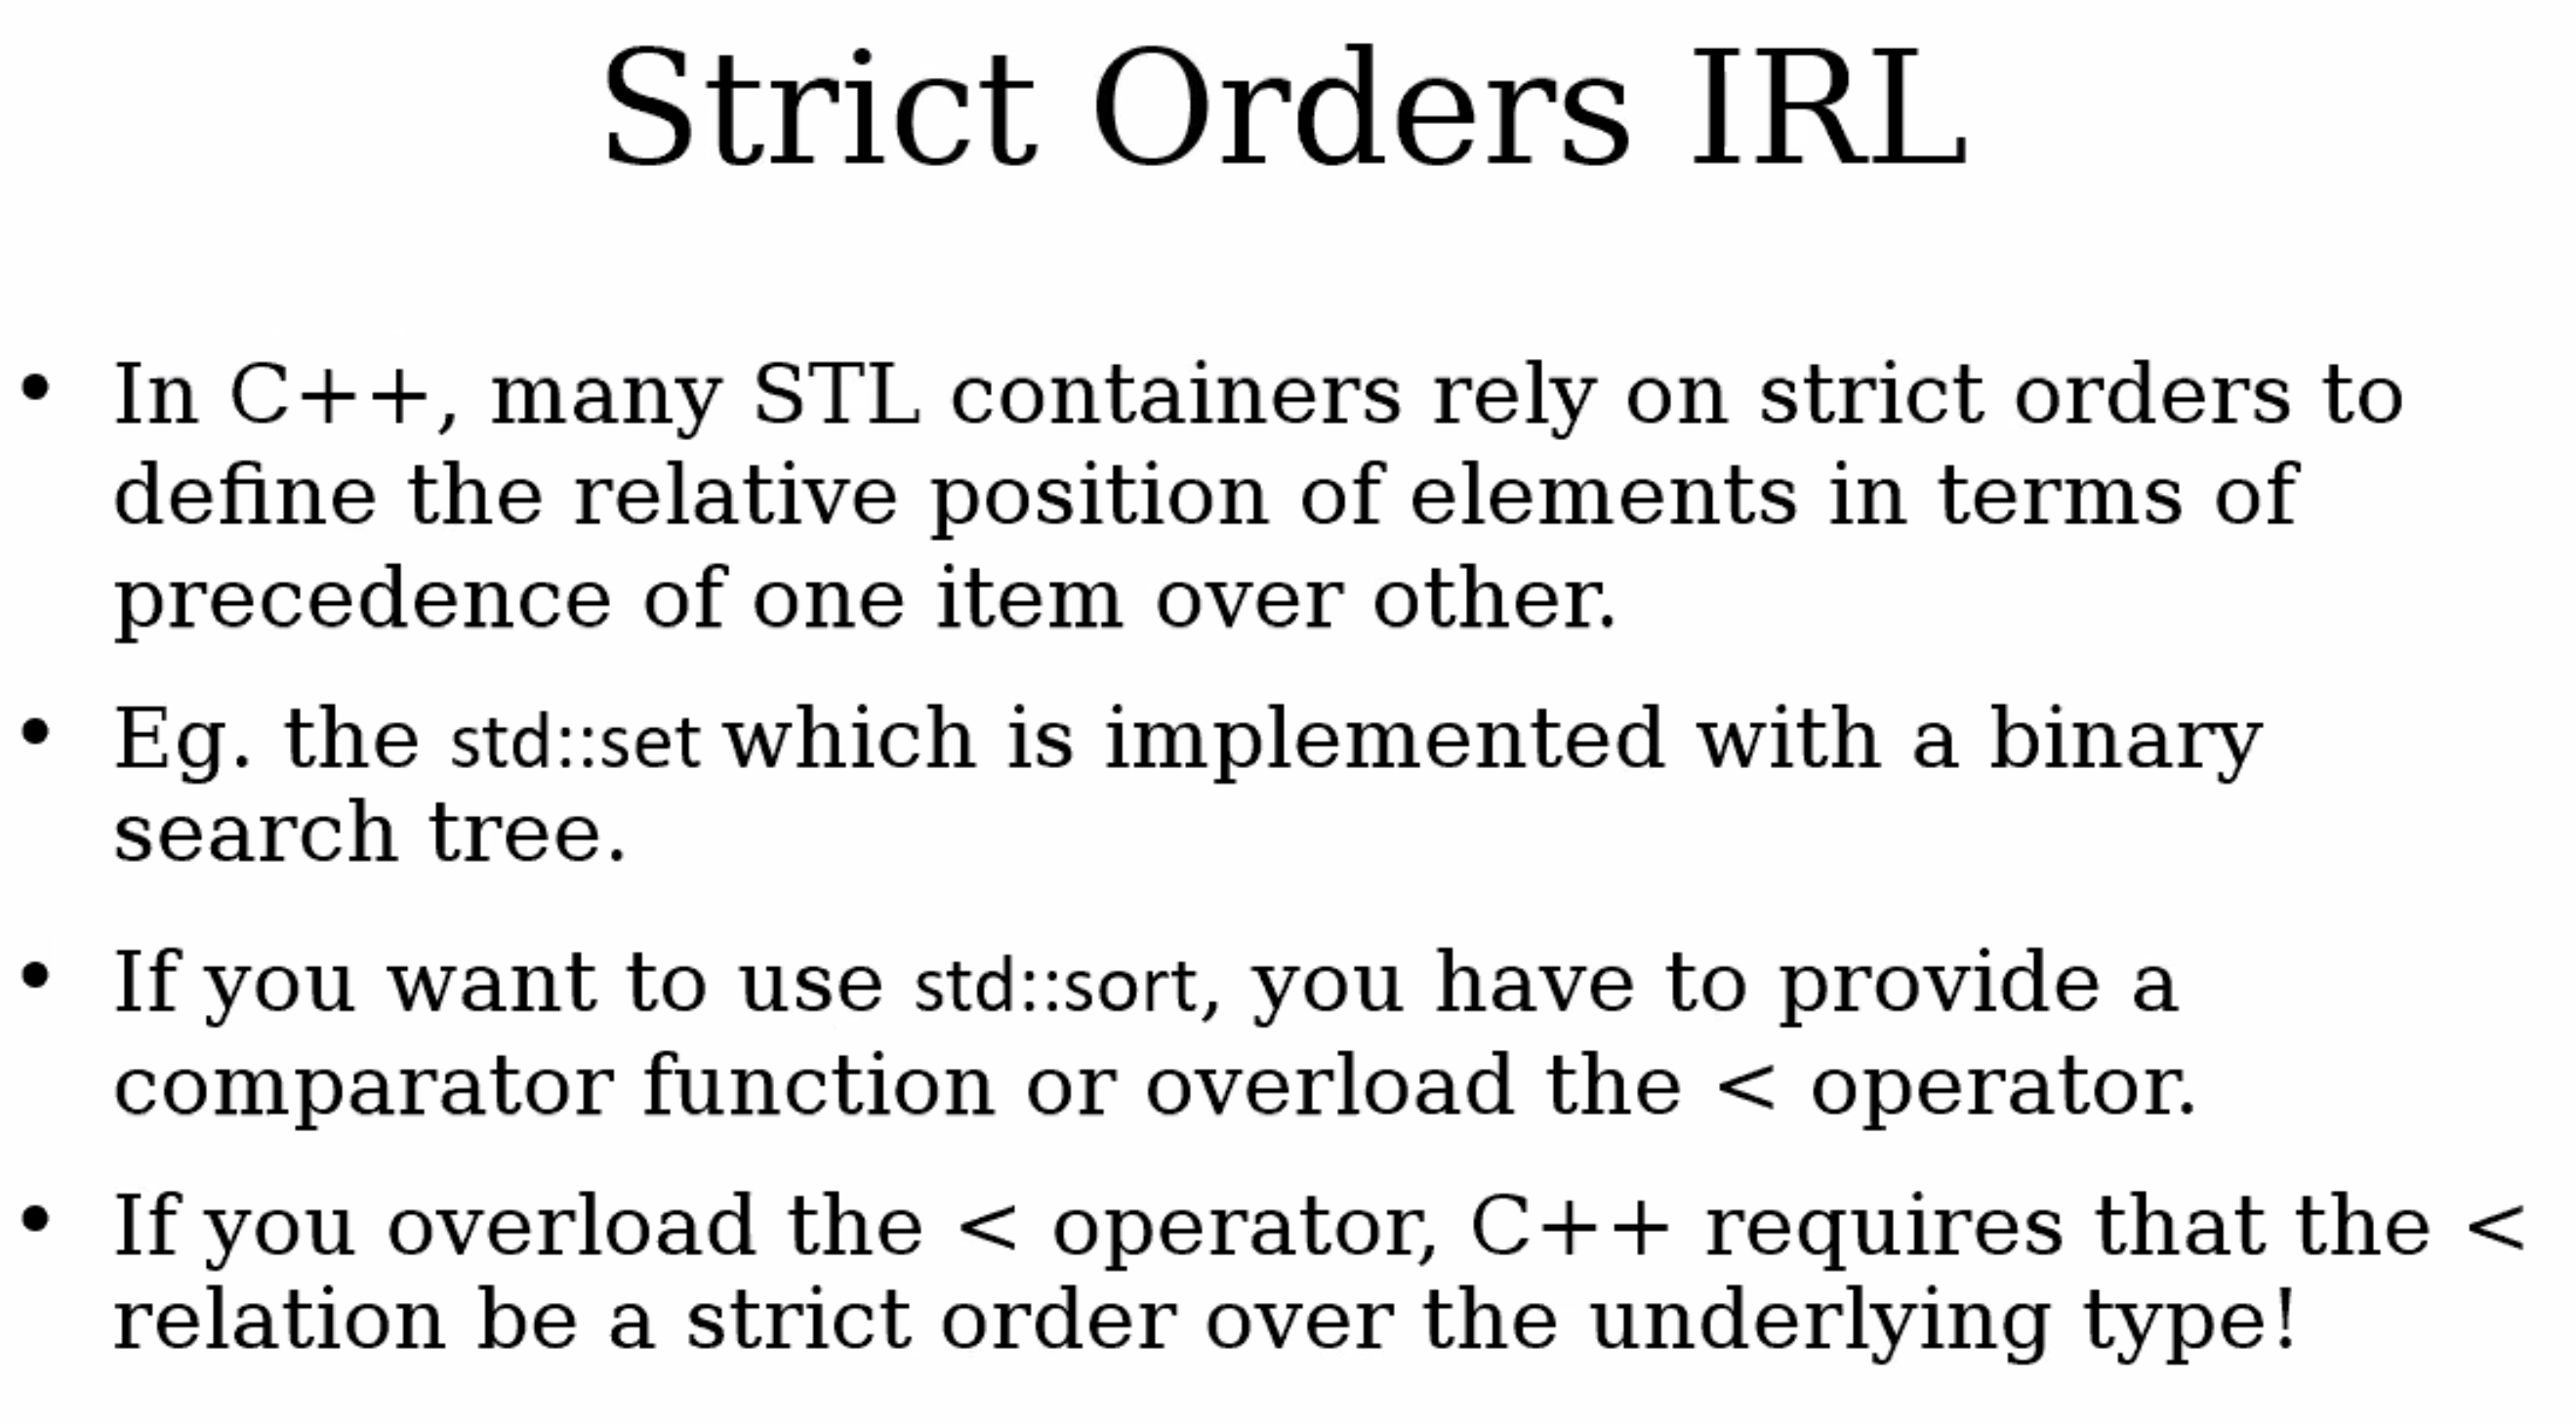 Strict Orders IRL
• In C++, many STL containers rely on strict orders to
define the relative position of elements in terms of
precedence of one item over other.
• Eg. the std::set which is implemented with a binary
search tree.
• If you want to use std::sort, you have to provide a
comparator function or overload the < operator.
• If you overload the < operator, C++ requires that the <
relation be a strict order over the underlying type!